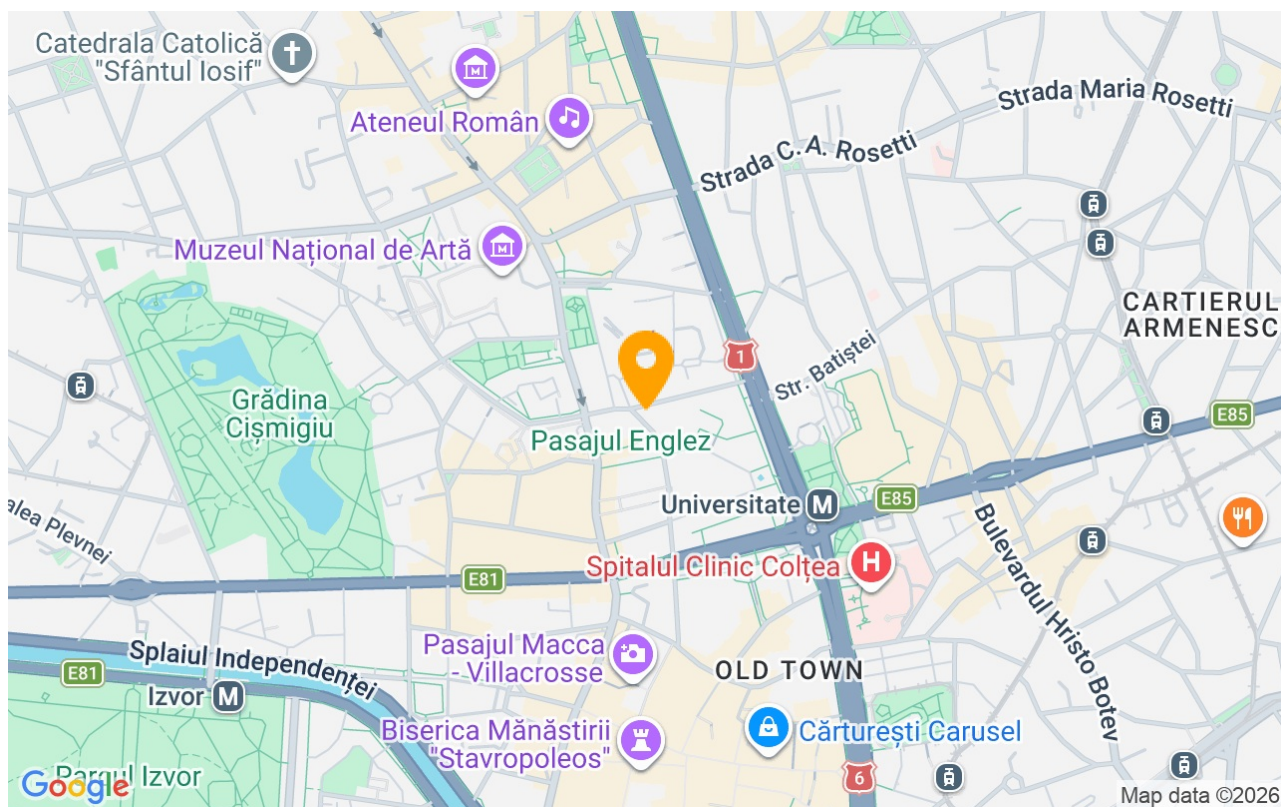 Catedrala Catolică
"Sfântul Iosif"
Ateneul Român
Strada Maria Rosetti
Strada C. A. Rosetti
Muzeul Național de Artă
CARTIERUL
ARMENESC
1
Str. Batiștei
Grădina
Cișmigiu
E85
Pasajul Englez
Universitate
M
E85
alea Plevnei
Bulevardul Hristo Botev
Spitalul Clinic Colțea
H
E81
Splaiul Independenței
E81
Izvor
M
Pasajul Macca
- Villacrosse
OLD TOWN
Biserica Mănăstirii
"Stavropoleos"
Cărturești Carusel
Parcul Izvor
6
Google
Map data ©2026